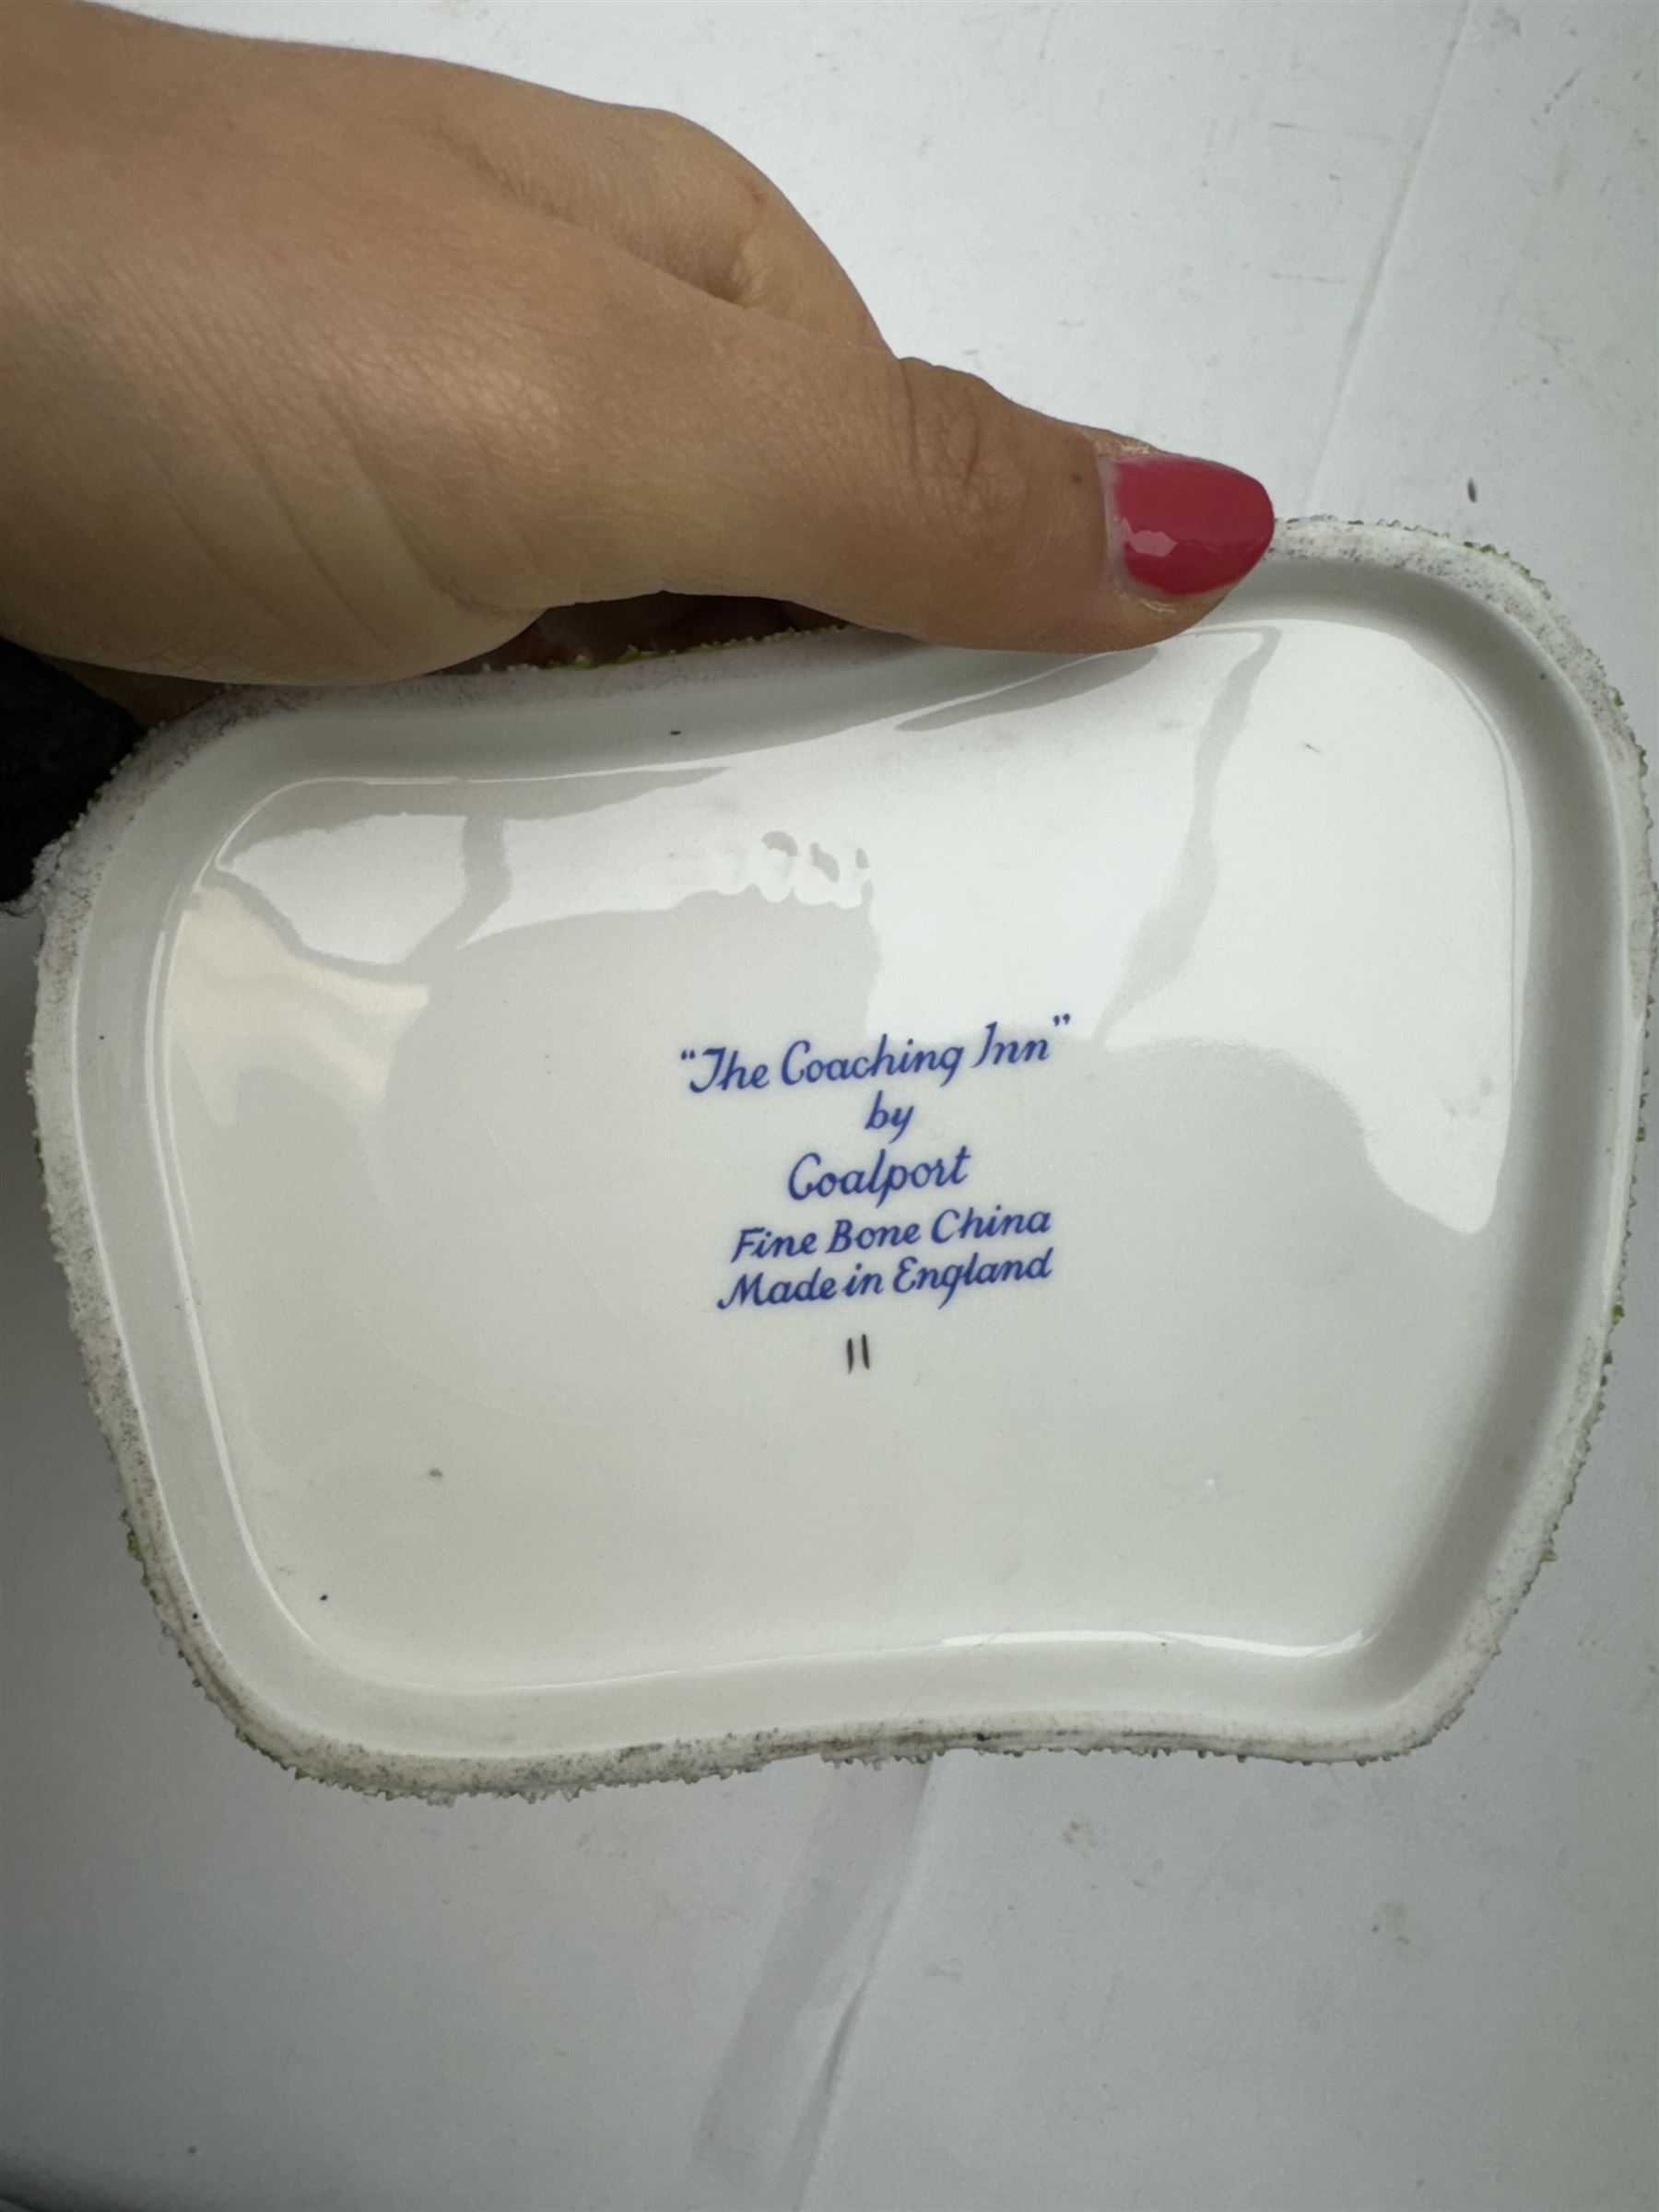 “The Coaching Inn”
by
Coalport
Fine Bone China
Made in England
11